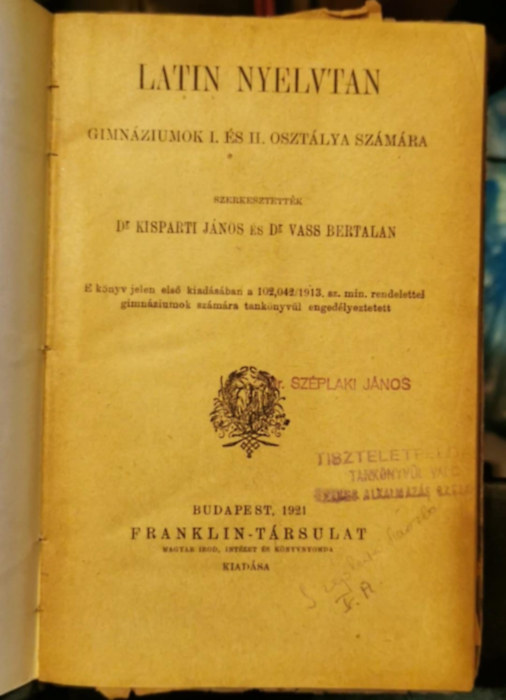 LATIN NYELVTAN
GIMNÁZIUMOK I. ÉS II. OSZTÁLYA SZÁMÁRA
SZERKESZTETTÉK
Dr KISPARTI JÁNOS ÉS Dr VASS BERTALAN
E könyv jelen első kiadásában a 102,042/1913. sz. min. rendelettel
gimnáziumok számára tankönyvül engedélyeztetett
Dr. SZÉPLAKI JÁNOS
TANKÖNYVÜL
BUDAPEST, 1921
FRANKLIN-TÁRSULAT
MAGYAR IROD. INTÉZET ÉS KÖNYVNYOMDA
KIADÁSA